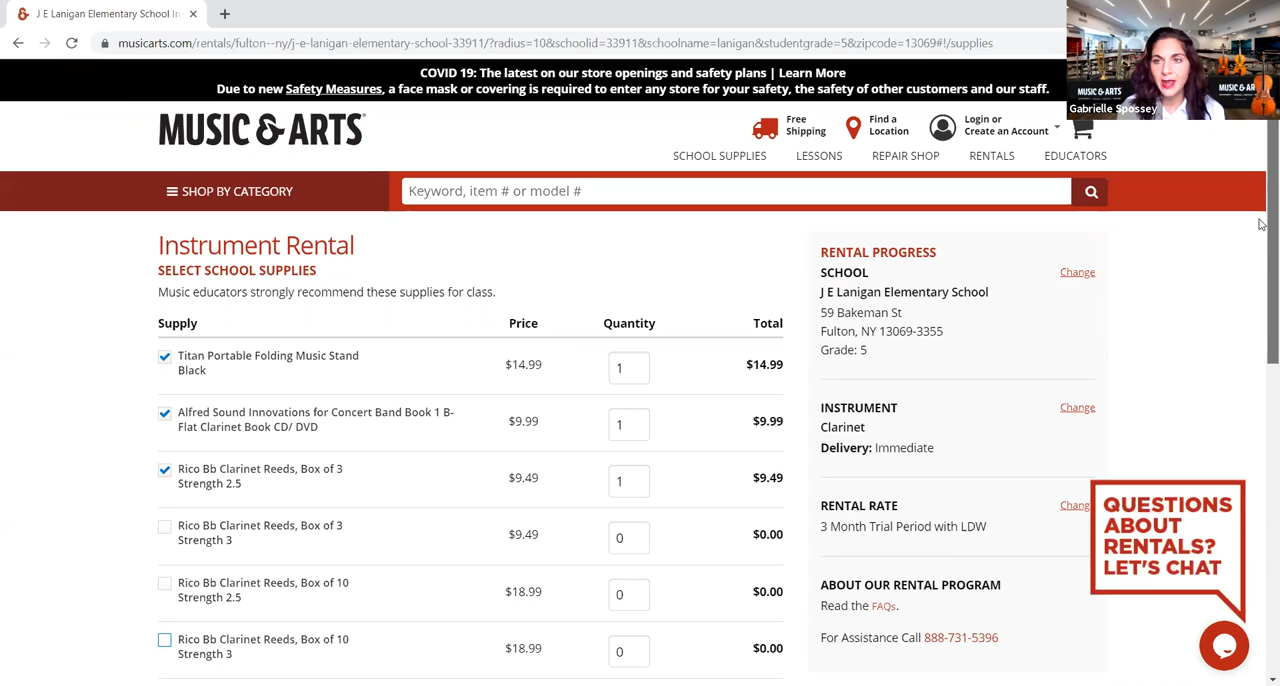 J E Lanigan Elementary School In
musicarts.com/rentals/fulton--ny/j-e-lanigan-elementary-school-33911/?radius=10&schoolid=33911&schoolname=lanigan&studentgrade=5&zipcode=13069#!/supplies
MUSIC & ARTS
MUSIC & AR
Gabrielle Spossey
COVID 19: The latest on our store openings and safety plans | Learn More
Due to new Safety Measures, a face mask or covering is required to enter any store for your safety, the safety of other customers and our staff.
MUSIC & ARTS
Free
Shipping
Find a
Location
Login or
Create an Account
SCHOOL SUPPLIES LESSONS REPAIR SHOP RENTALS EDUCATORS
SHOP BY CATEGORY
Keyword, item # or model #
Instrument Rental
SELECT SCHOOL SUPPLIES
Music educators strongly recommend these supplies for class.
Supply Price Quantity Total
Titan Portable Folding Music Stand
Black
$14.99 1 $14.99
Alfred Sound Innovations for Concert Band Book 1 B-
Flat Clarinet Book CD/ DVD
$9.99 1 $9.99
Rico Bb Clarinet Reeds, Box of 3
Strength 2.5
$9.49 1 $9.49
Rico Bb Clarinet Reeds, Box of 3
Strength 3
$9.49 0 $0.00
Rico Bb Clarinet Reeds, Box of 10
Strength 2.5
$18.99 0 $0.00
Rico Bb Clarinet Reeds, Box of 10
Strength 3
$18.99 0 $0.00
RENTAL PROGRESS
SCHOOL Change
J E Lanigan Elementary School
59 Bakeman St
Fulton, NY 13069-3355
Grade: 5
INSTRUMENT Change
Clarinet
Delivery: Immediate
RENTAL RATE Chang
3 Month Trial Period with LDW
ABOUT OUR RENTAL PROGRAM
Read the FAQs.
For Assistance Call 888-731-5396
QUESTIONS
ABOUT
RENTALS?
LET'S CHAT